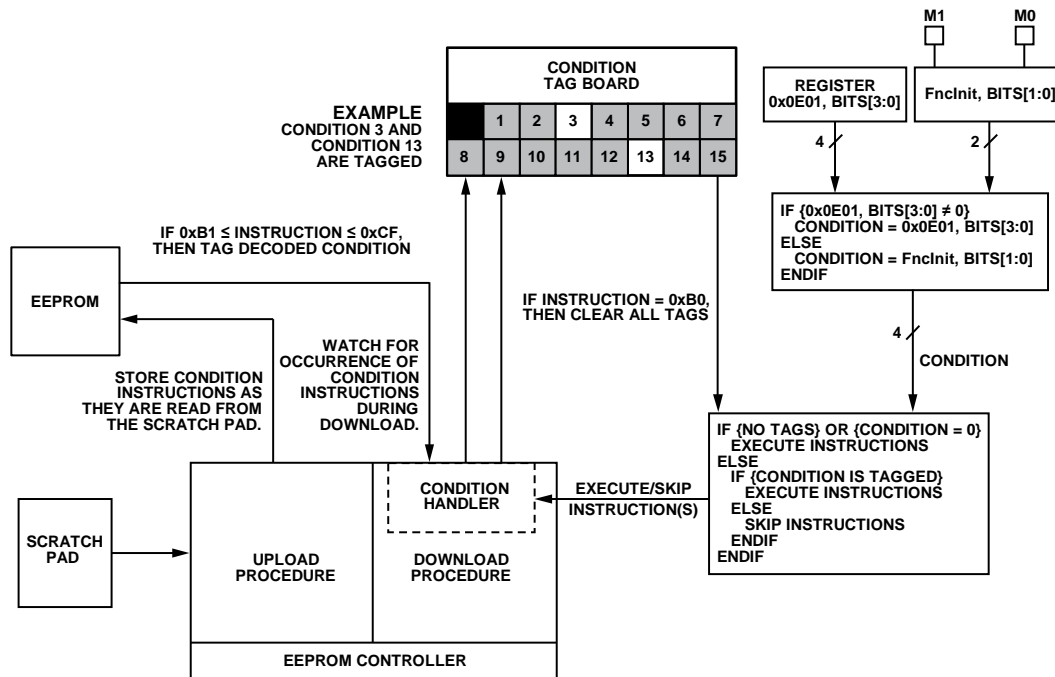 M1
M0
CONDITION
TAG BOARD
REGISTER
0x0E01, BITS[3:0]
FncInit, BITS[1:0]
EXAMPLE
CONDITION 3 AND
CONDITION 13
ARE TAGGED
1 2 3 4 5 6 7
8 9 10 11 12 13 14 15
4
2
IF {0x0E01, BITS[3:0] ≠ 0}
CONDITION = 0x0E01, BITS[3:0]
ELSE
CONDITION = FncInit, BITS[1:0]
ENDIF
IF 0xB1 ≤ INSTRUCTION ≤ 0xCF,
THEN TAG DECODED CONDITION
EEPROM
IF INSTRUCTION = 0xB0,
THEN CLEAR ALL TAGS
4
CONDITION
WATCH FOR
OCCURRENCE OF
CONDITION
INSTRUCTIONS
DURING
DOWNLOAD.
STORE CONDITION
INSTRUCTIONS AS
THEY ARE READ FROM
THE SCRATCH PAD.
IF {NO TAGS} OR {CONDITION = 0}
EXECUTE INSTRUCTIONS
ELSE
IF {CONDITION IS TAGGED}
EXECUTE INSTRUCTIONS
ELSE
SKIP INSTRUCTIONS
ENDIF
ENDIF
CONDITION
HANDLER
EXECUTE/SKIP
INSTRUCTION(S)
SCRATCH
PAD
UPLOAD
PROCEDURE
DOWNLOAD
PROCEDURE
EEPROM CONTROLLER